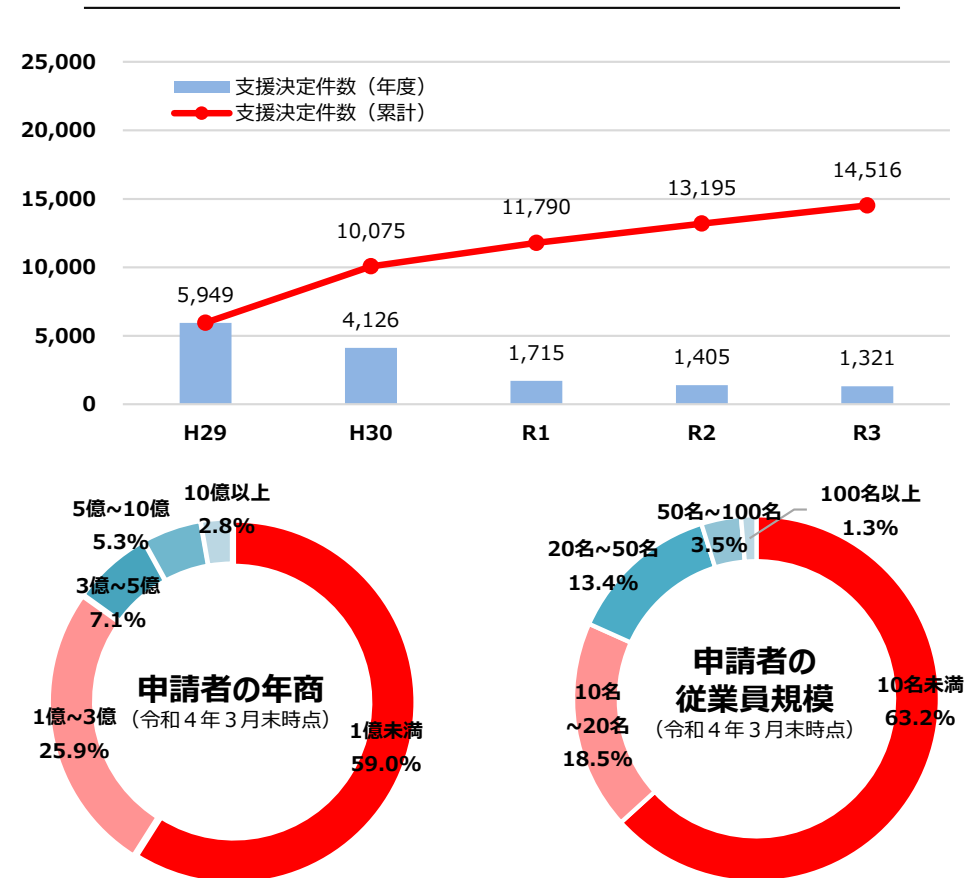 25,000
20,000
15,000
10,000
5,000
0
支援決定件数（年度）
支援決定件数（累計）
5,949
10,075
11,790
13,195
14,516
4,126
1,715
1,405
1,321
H29
H30
R1
R2
R3
10億以上
2.8%
5億~10億
5.3%
3億~5億
7.1%
1億~3億
25.9%
1億未満
59.0%
申請者の年商
（令和４年３月末時点）
100名以上
1.3%
50名~100名
3.5%
20名~50名
13.4%
10名
~20名
18.5%
10名未満
63.2%
申請者の
従業員規模
（令和４年３月末時点）